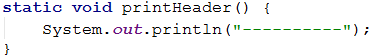 static void printHeader() {
    System.out.println("----------");
}